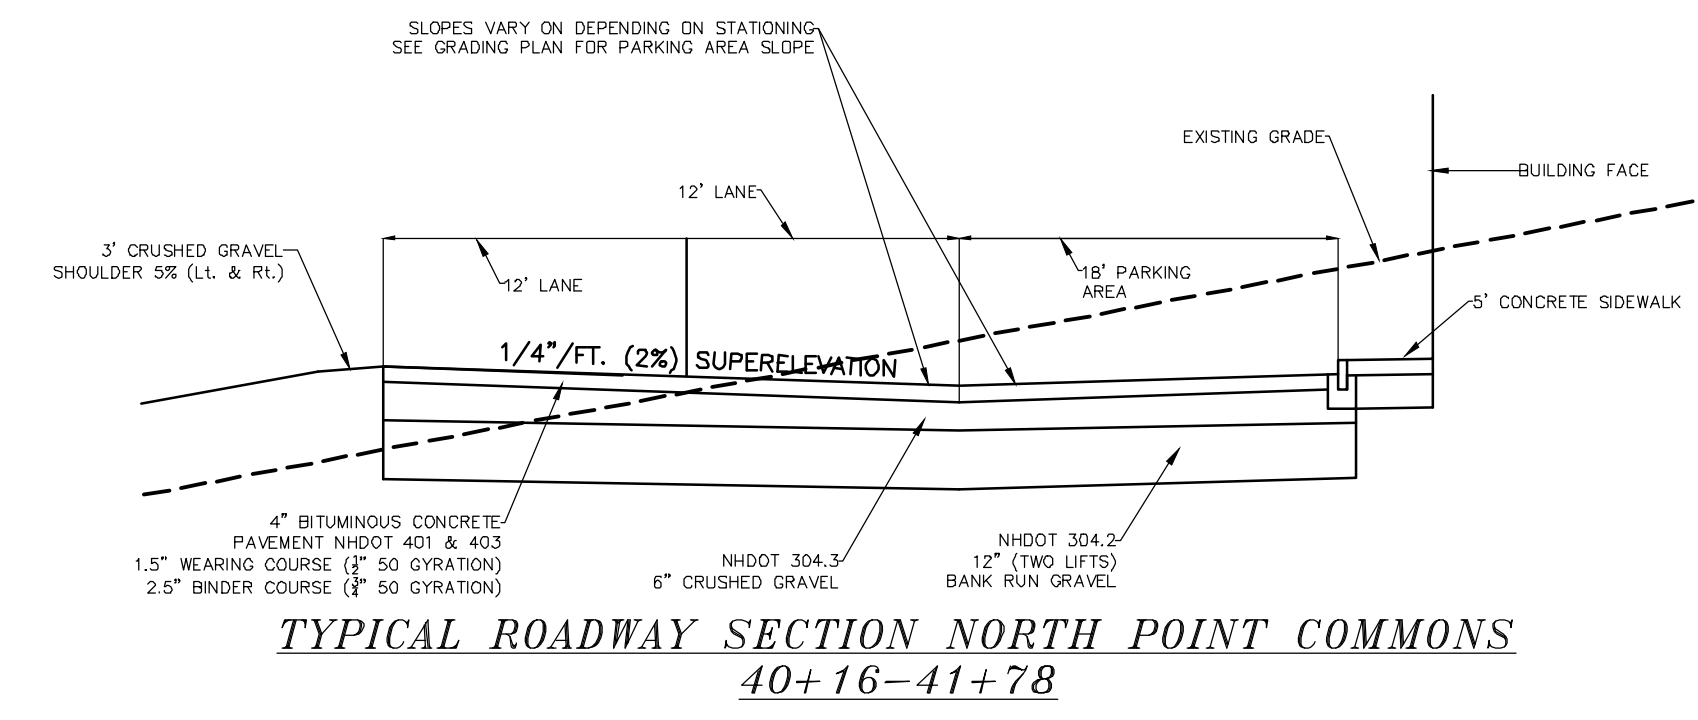 SLOPES VARY ON DEPENDING ON STATIONING
SEE GRADING PLAN FOR PARKING AREA SLOPE
EXISTING GRADE
BUILDING FACE
12' LANE
3' CRUSHED GRAVEL
SHOULDER 5% (Lt. & Rt.)
12' LANE
18' PARKING
AREA
5' CONCRETE SIDEWALK
1/4"/FT. (2%) SUPERELEVATION
4" BITUMINOUS CONCRETE
PAVEMENT NHDOT 401 & 403
1.5" WEARING COURSE (½" 50 GYRATION)
2.5" BINDER COURSE (¾" 50 GYRATION)
NHDOT 304.3
6" CRUSHED GRAVEL
NHDOT 304.2
12" (TWO LIFTS)
BANK RUN GRAVEL
TYPICAL ROADWAY SECTION NORTH POINT COMMONS
40+16-41+78